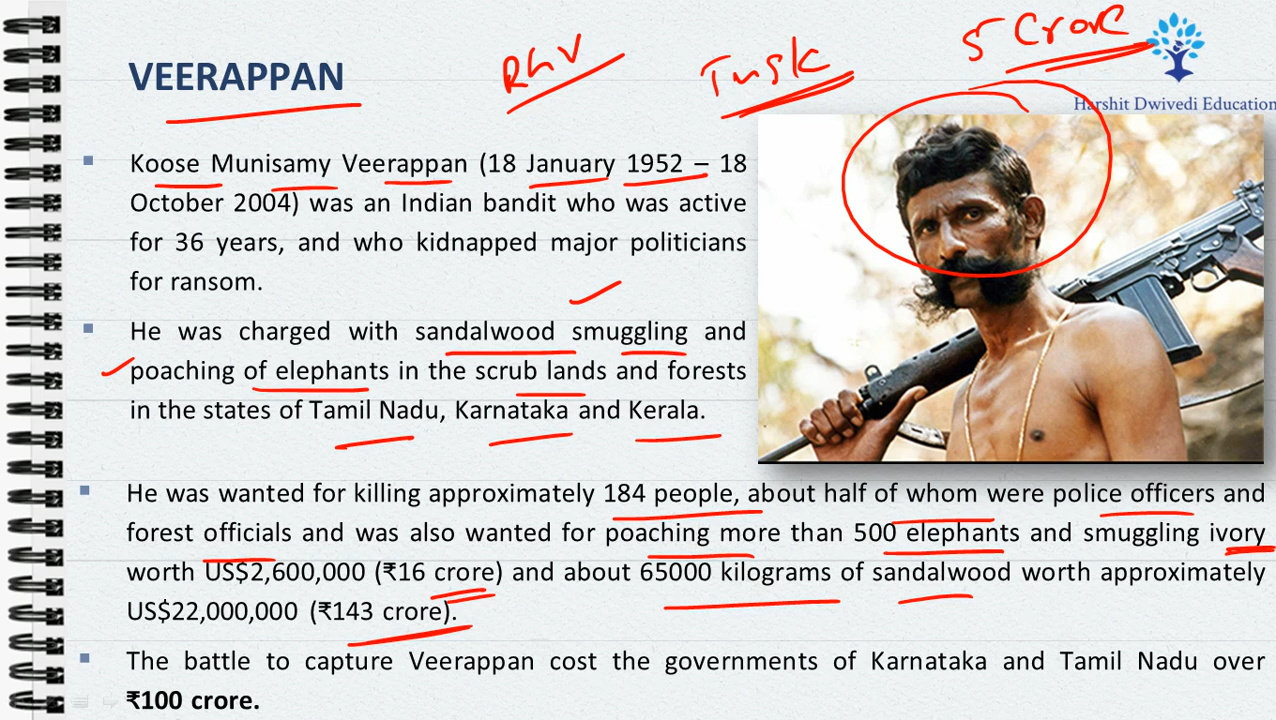 RGV
Tusk
5 Crore
Harshit Dwivedi Education
VEERAPPAN
Koose Munisamy Veerappan (18 January 1952 – 18
October 2004) was an Indian bandit who was active
for 36 years, and who kidnapped major politicians
for ransom.
He was charged with sandalwood smuggling and
poaching of elephants in the scrub lands and forests
in the states of Tamil Nadu, Karnataka and Kerala.
He was wanted for killing approximately 184 people, about half of whom were police officers and
forest officials and was also wanted for poaching more than 500 elephants and smuggling ivory
worth US$2,600,000 (₹16 crore) and about 65000 kilograms of sandalwood worth approximately
US$22,000,000 (₹143 crore).
The battle to capture Veerappan cost the governments of Karnataka and Tamil Nadu over
₹100 crore.